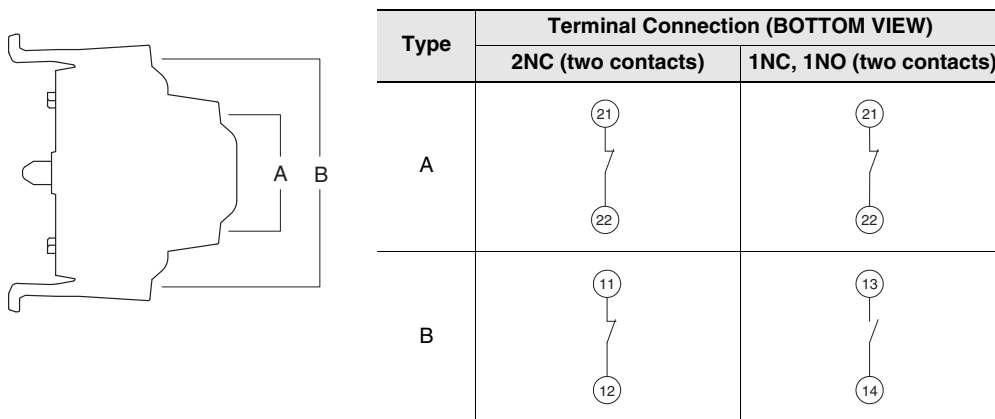 A B
Type
Terminal Connection (BOTTOM VIEW)
2NC (two contacts) 1NC, 1NO (two contacts)
A
21 21
22 22
B
11 13
12 14